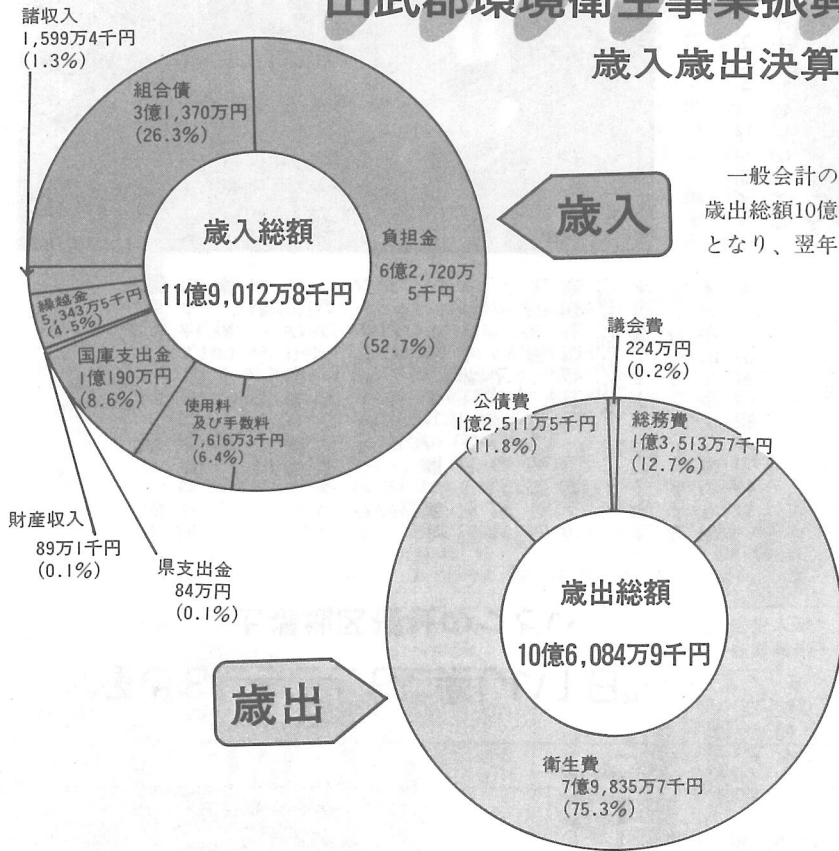 山武郡環境衛生事業振興
歳入歳出決算
一般会計の
歳出総額10億
となり、翌年
歳入
諸収入
1,599万4千円
(1.3%)
組合債
3億1,370万円
(26.3%)
歳入総額
11億9,012万8千円
負担金
6億2,720万
5千円
(52.7%)
繰越金
5,343万5千円
(4.5%)
国庫支出金
1億190万円
(8.6%)
使用料
及び手数料
7,616万3千円
(6.4%)
財産収入
89万1千円
(0.1%)
県支出金
84万円
(0.1%)
歳出
議会費
224万円
(0.2%)
公債費
1億2,511万5千円
(11.8%)
総務費
1億3,513万7千円
(12.7%)
歳出総額
10億6,084万9千円
衛生費
7億9,835万7千円
(75.3%)